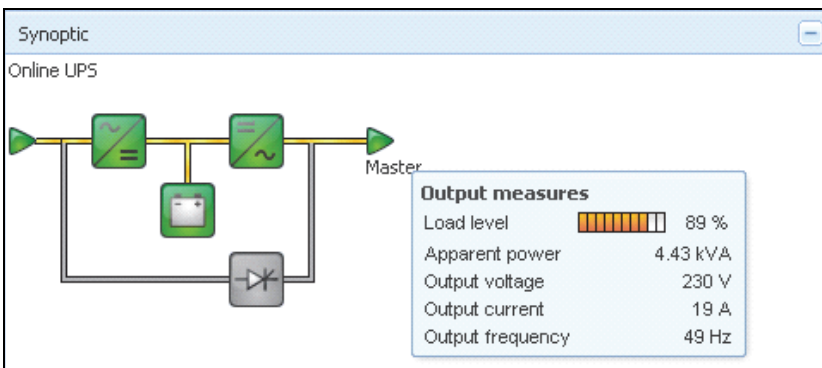 Synoptic
Online UPS
Master
Output measures
Load level 89 %
Apparent power 4.43 kVA
Output voltage 230 V
Output current 19 A
Output frequency 49 Hz